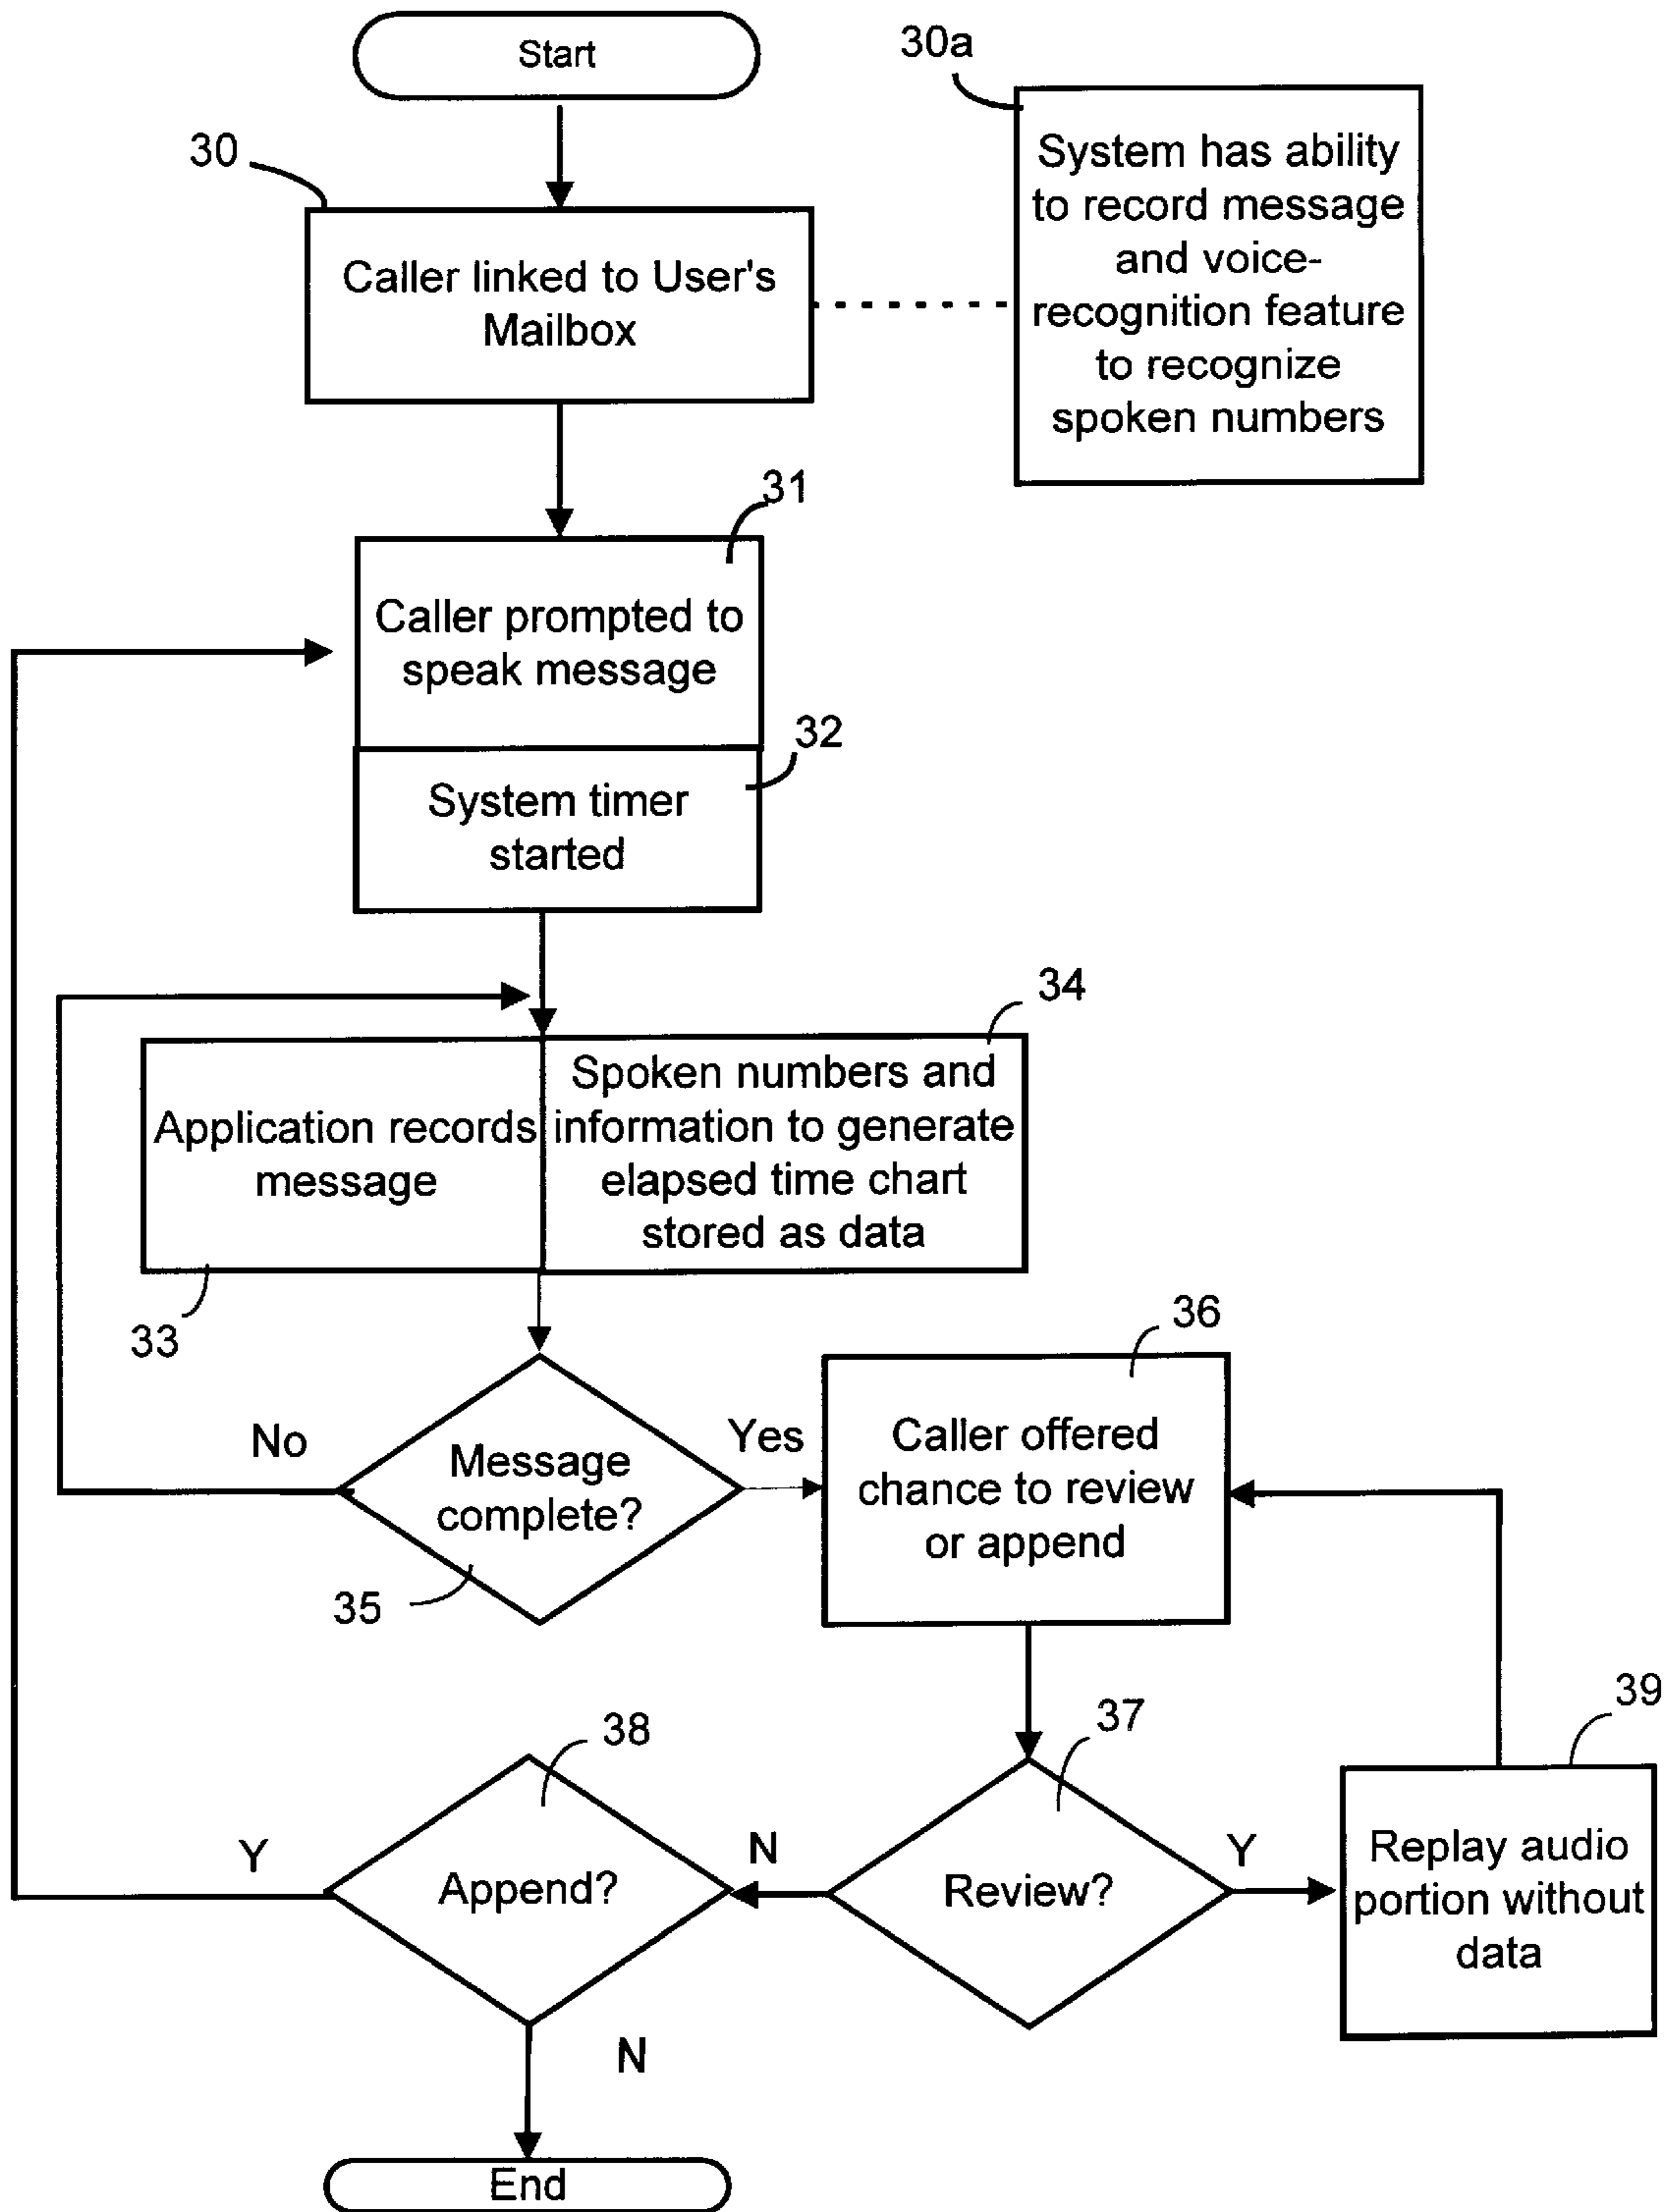 Start
30a
System has ability
to record message
and voice-
recognition feature
to recognize
spoken numbers
30
Caller linked to User's
Mailbox
31
Caller prompted to
speak message
32
System timer
started
34
Application records
message
33
Spoken numbers and
information to generate
elapsed time chart
stored as data
No
Message
complete?
35
Yes
36
Caller offered
chance to review
or append
37
Review?
Y
39
Replay audio
portion without
data
N
38
Append?
Y
N
End